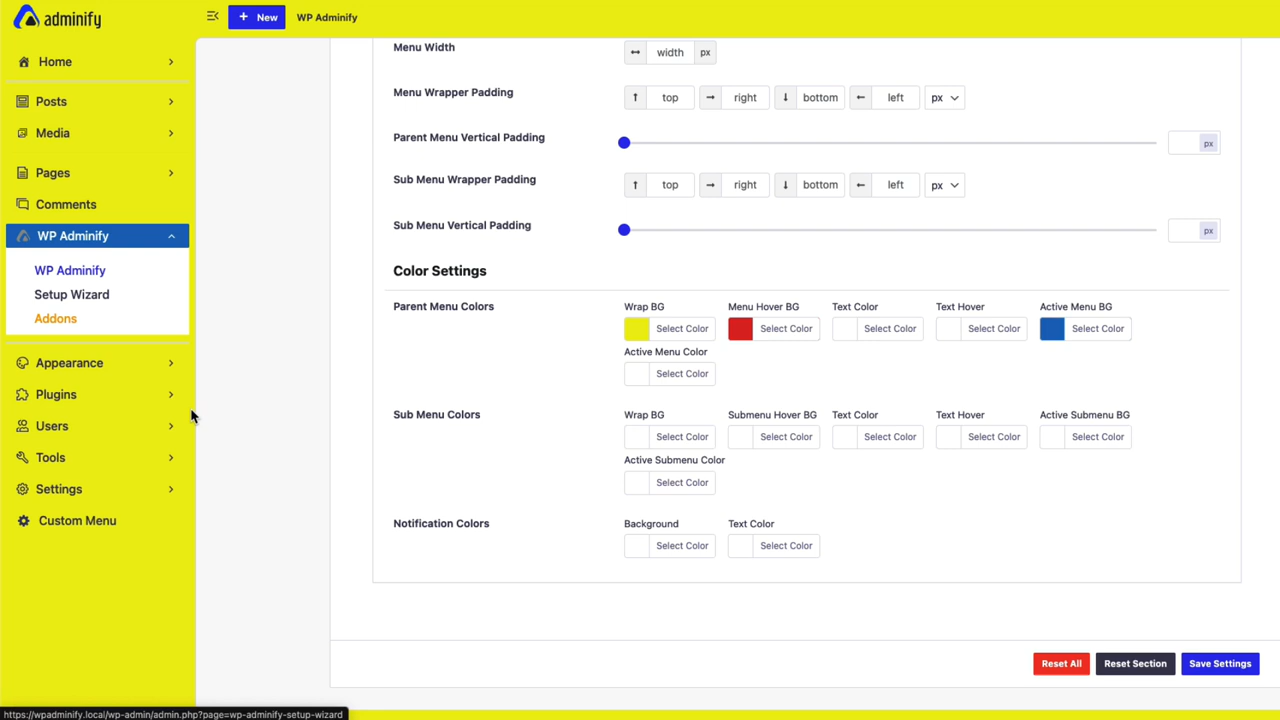 adminify
+ New
WP Adminify
Home
Posts
Media
Pages
Comments
WP Adminify
WP Adminify
Setup Wizard
Addons
Appearance
Plugins
Users
Tools
Settings
Custom Menu
Menu Width
width px
Menu Wrapper Padding
top right bottom left px
Parent Menu Vertical Padding
px
Sub Menu Wrapper Padding
top right bottom left px
Sub Menu Vertical Padding
px
Color Settings
Parent Menu Colors
Wrap BG Menu Hover BG Text Color Text Hover Active Menu BG
Select Color Select Color Select Color Select Color Select Color
Active Menu Color
Select Color
Sub Menu Colors
Wrap BG Submenu Hover BG Text Color Text Hover Active Submenu BG
Select Color Select Color Select Color Select Color Select Color
Active Submenu Color
Select Color
Notification Colors
Background Text Color
Select Color Select Color
Reset All Reset Section Save Settings
https://wpadminify.local/wp-admin/admin.php?page=wp-adminify-setup-wizard